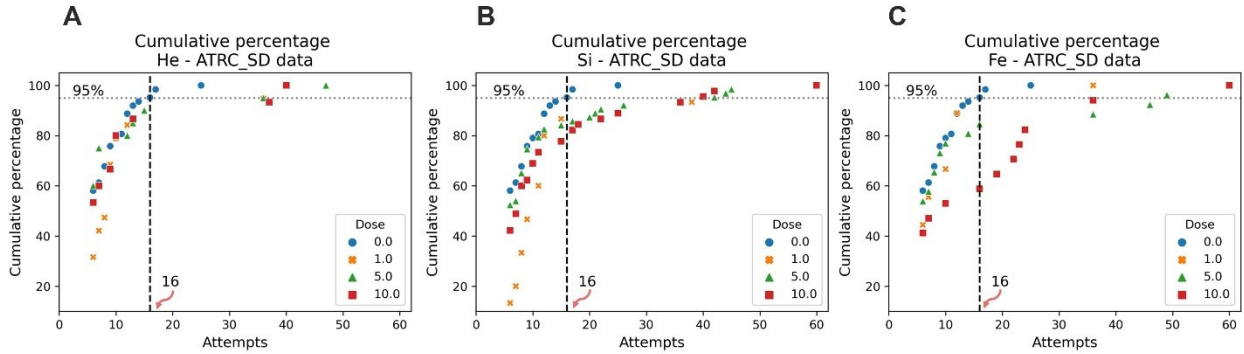 A
Cumulative percentage
He - ATRC_SD data
Cumulative percentage
100
80
60
40
20
95%
16
Dose
0.0
1.0
5.0
10.0
0 10 20 30 40 50 60
Attempts
B
Cumulative percentage
Si - ATRC_SD data
Cumulative percentage
100
80
60
40
20
95%
16
Dose
0.0
1.0
5.0
10.0
0 10 20 30 40 50 60
Attempts
C
Cumulative percentage
Fe - ATRC_SD data
Cumulative percentage
100
80
60
40
20
95%
16
Dose
0.0
1.0
5.0
10.0
0 10 20 30 40 50 60
Attempts